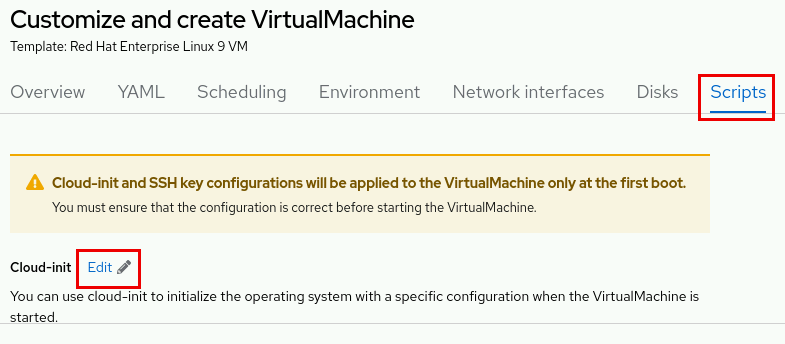 Customize and create VirtualMachine
Template: Red Hat Enterprise Linux 9 VM
Overview YAML Scheduling Environment Network interfaces Disks Scripts
Cloud-init and SSH key configurations will be applied to the VirtualMachine only at the first boot.
You must ensure that the configuration is correct before starting the VirtualMachine.
Cloud-init Edit
You can use cloud-init to initialize the operating system with a specific configuration when the VirtualMachine is
started.